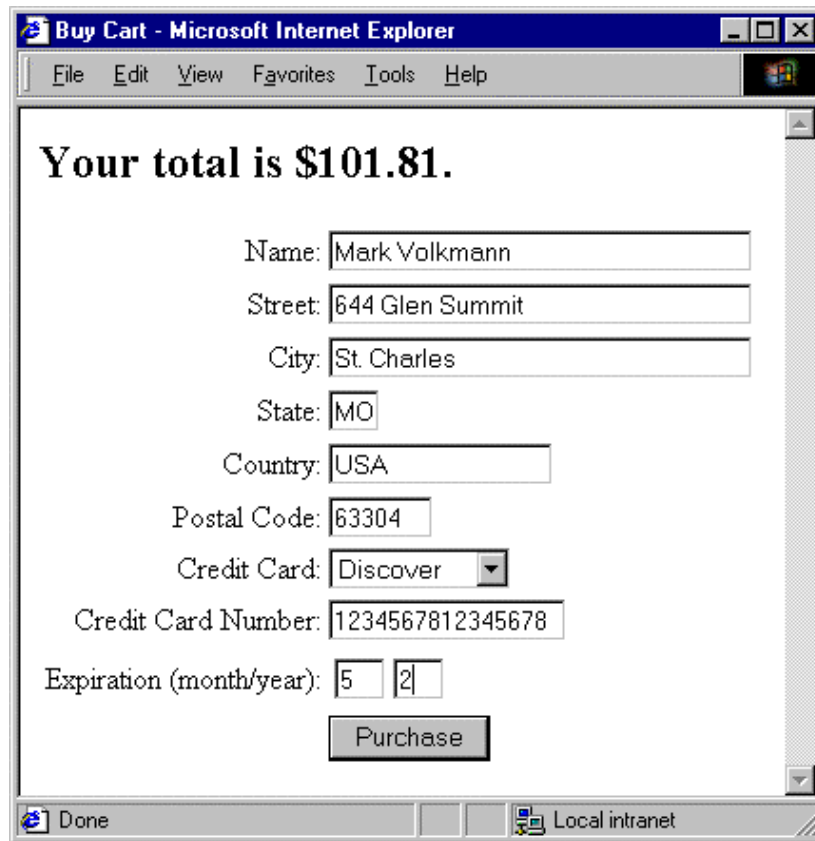 Buy Cart - Microsoft Internet Explorer
File Edit View Favorites Tools Help
Your total is $101.81.
Name: Mark Volkmann
Street: 644 Glen Summit
City: St. Charles
State: MO
Country: USA
Postal Code: 63304
Credit Card: Discover
Credit Card Number: 1234567812345678
Expiration (month/year): 5 2
Purchase
Done Local intranet